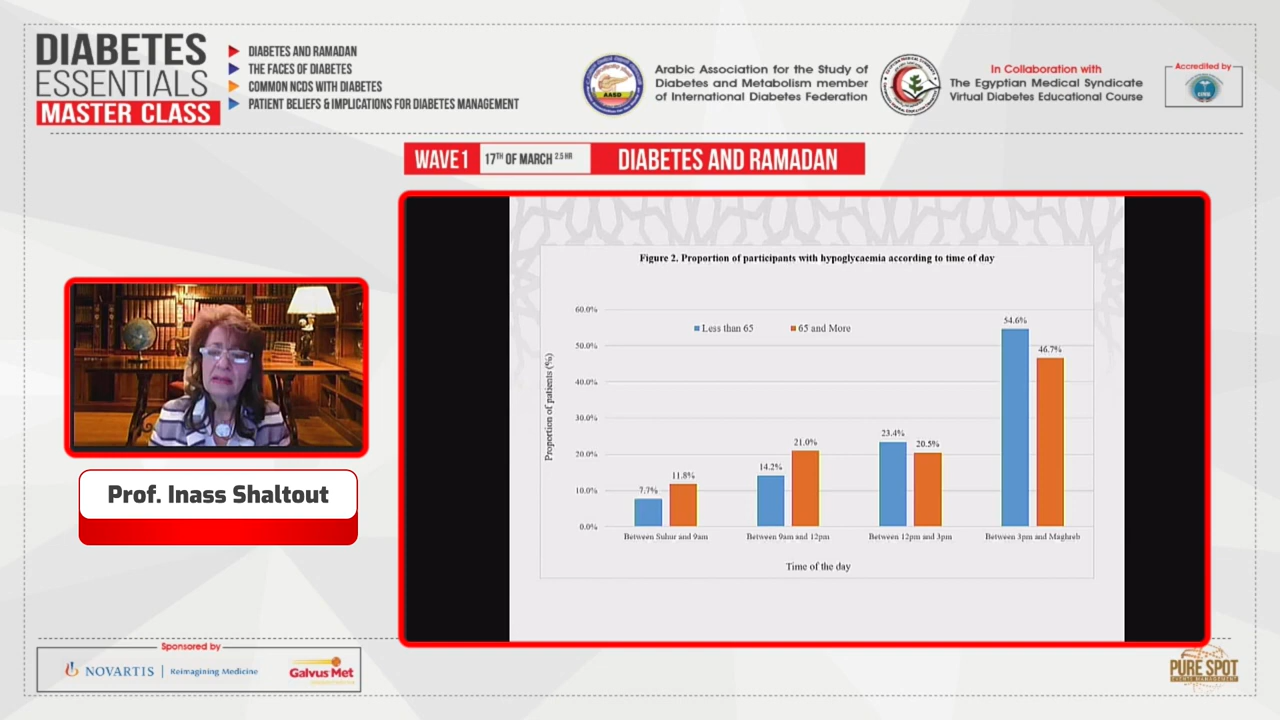 DIABETES
ESSENTIALS
MASTER CLASS
DIABETES AND RAMADAN
THE FACES OF DIABETES
COMMON NCDS WITH DIABETES
PATIENT BELIEFS & IMPLICATIONS FOR DIABETES MANAGEMENT
AASD
Arabic Association for the Study of
Diabetes and Metabolism member
of International Diabetes Federation
In Collaboration with
The Egyptian Medical Syndicate
Virtual Diabetes Educational Course
Accredited by
WAVE1 17TH OF MARCH 2.5 HR DIABETES AND RAMADAN
Figure 2. Proportion of participants with hypoglycaemia according to time of day
Less than 65 65 and More
Proportion of patients (%)
60.0%
50.0%
40.0%
30.0%
20.0%
10.0%
0.0%
7.7% 11.8%
14.2% 21.0%
23.4% 20.5%
54.6% 46.7%
Between Suhur and 9am Between 9am and 12pm Between 12pm and 3pm Between 3pm and Maghreb
Time of the day
Prof. Inass Shaltout
Sponsored by
NOVARTIS | Reimagining Medicine
Galvus Met
PURE SPOT
EVENTS MANAGEMENT